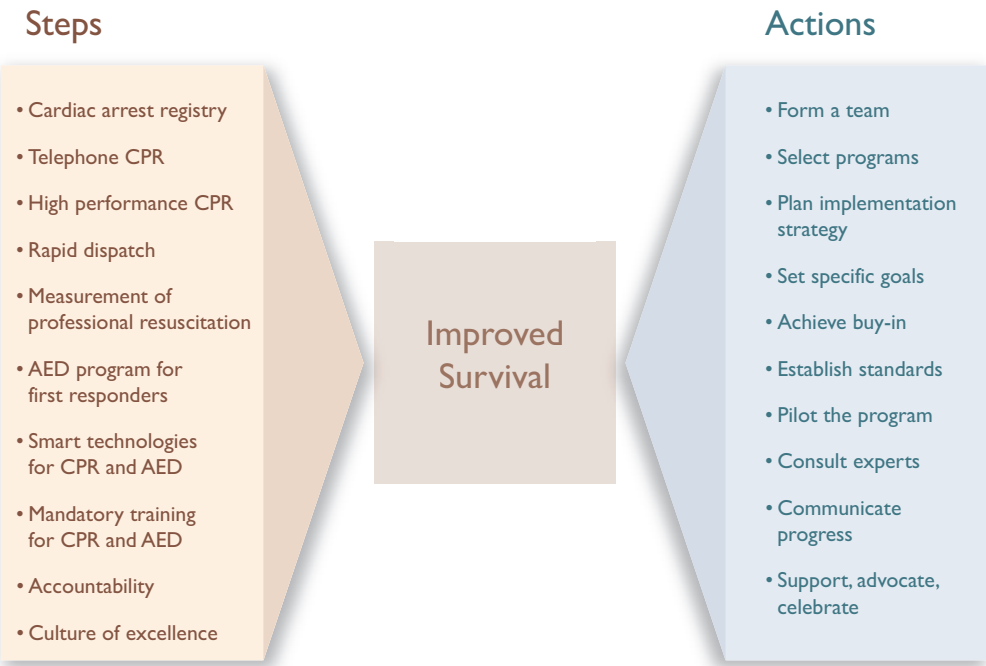 Steps
• Cardiac arrest registry
• Telephone CPR
• High performance CPR
• Rapid dispatch
• Measurement of
professional resuscitation
• AED program for
first responders
• Smart technologies
for CPR and AED
• Mandatory training
for CPR and AED
• Accountability
• Culture of excellence
Improved
Survival
Actions
• Form a team
• Select programs
• Plan implementation
strategy
• Set specific goals
• Achieve buy-in
• Establish standards
• Pilot the program
• Consult experts
• Communicate
progress
• Support, advocate,
celebrate